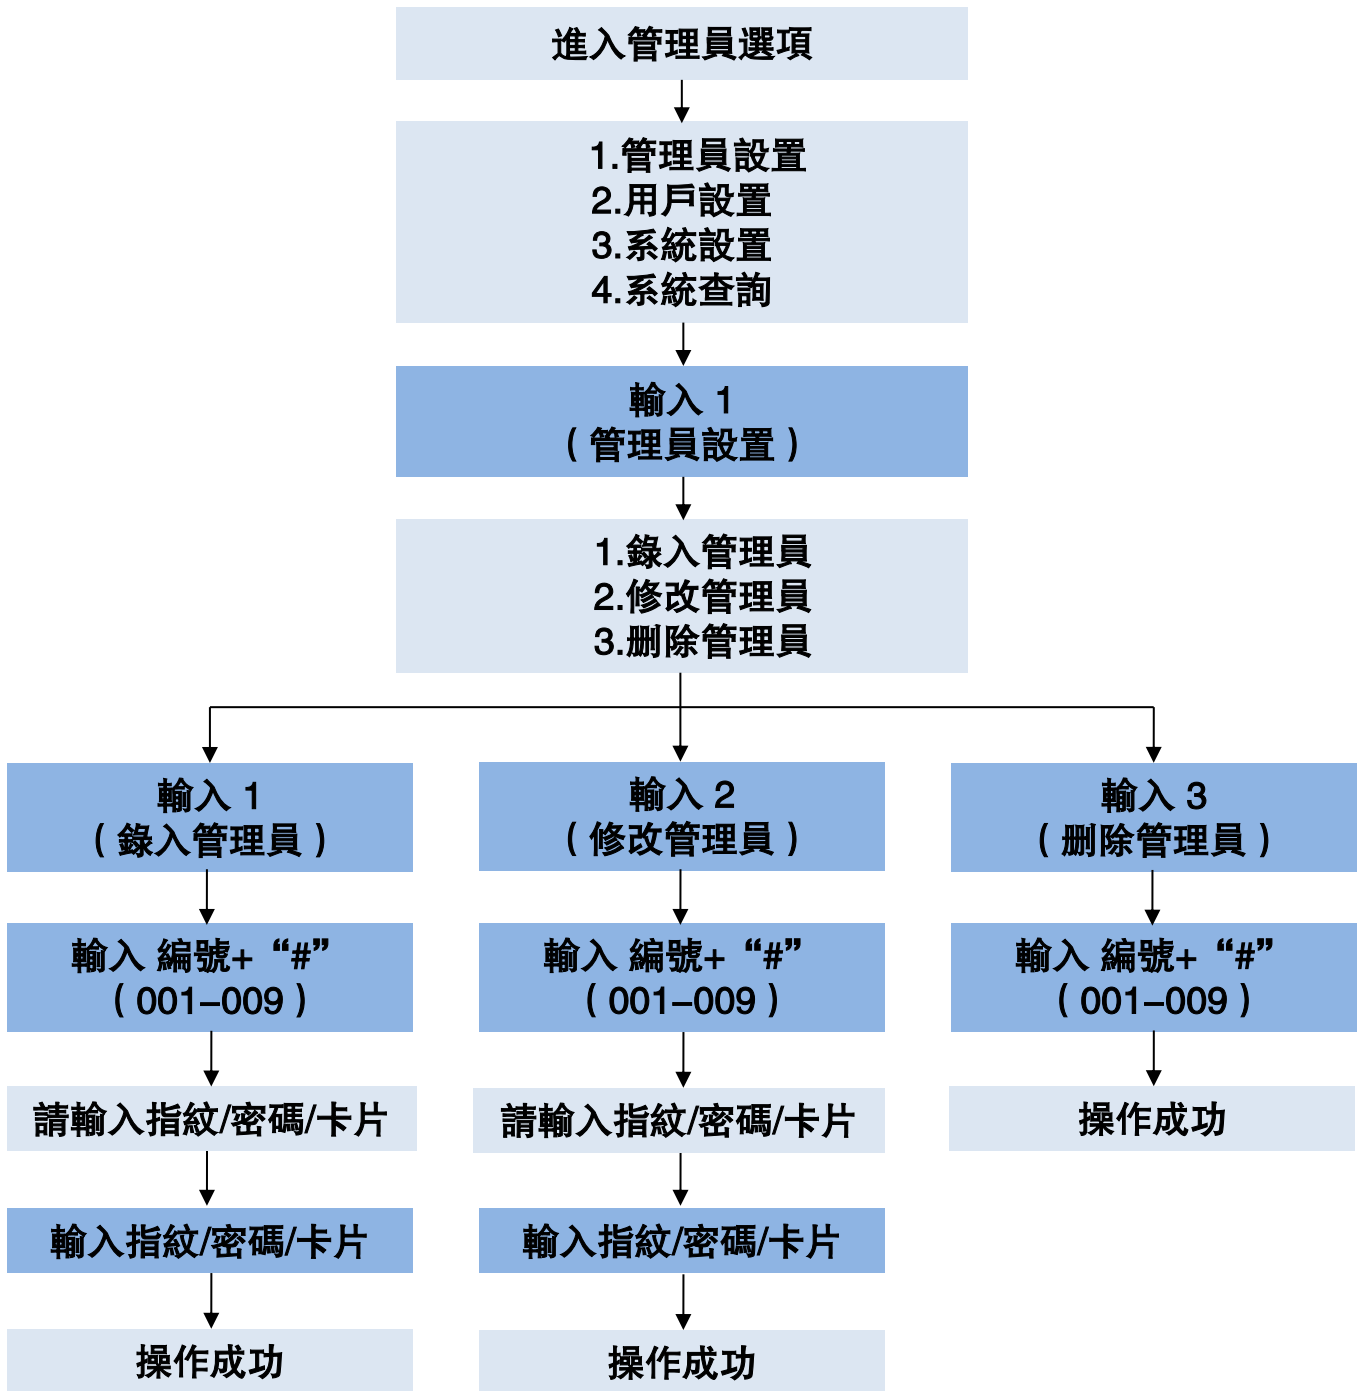 進入管理員選項
1.管理員設置
2.用戶設置
3.系統設置
4.系統查詢
輸入 1
（管理員設置）
1.錄入管理員
2.修改管理員
3.刪除管理員
輸入 1
（錄入管理員）
輸入 編號+“#”
（001–009）
請輸入指紋/密碼/卡片
輸入指紋/密碼/卡片
操作成功
輸入 2
（修改管理員）
輸入 編號+“#”
（001–009）
請輸入指紋/密碼/卡片
輸入指紋/密碼/卡片
操作成功
輸入 3
（刪除管理員）
輸入 編號+“#”
（001–009）
操作成功